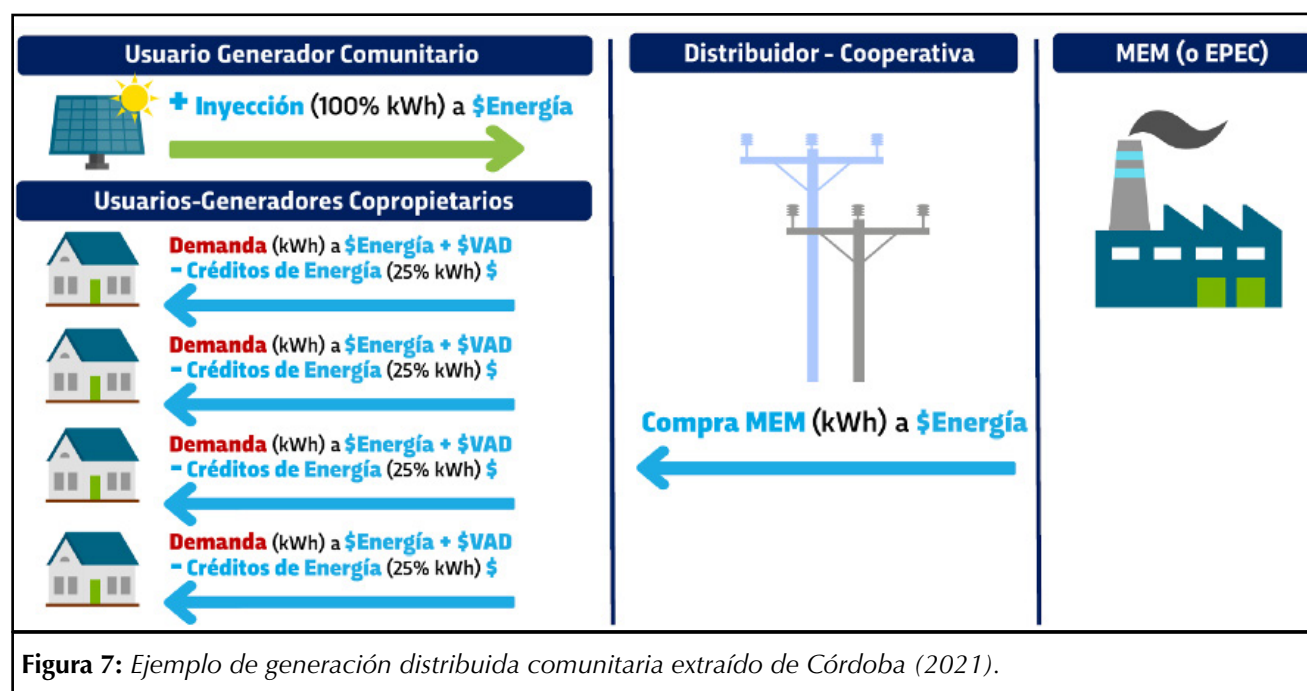 Usuario Generador Comunitario
+ Inyección (100% kWh) a $Energía
Usuarios-Generadores Copropietarios
Demanda (kWh) a $Energía + $VAD
- Créditos de Energía (25% kWh) $
Demanda (kWh) a $Energía + $VAD
- Créditos de Energía (25% kWh) $
Demanda (kWh) a $Energía + $VAD
- Créditos de Energía (25% kWh) $
Demanda (kWh) a $Energía + $VAD
- Créditos de Energía (25% kWh) $
Distribuidor - Cooperativa
Compra MEM (kWh) a $Energía
MEM (o EPEC)
Figura 7: Ejemplo de generación distribuida comunitaria extraído de Córdoba (2021).